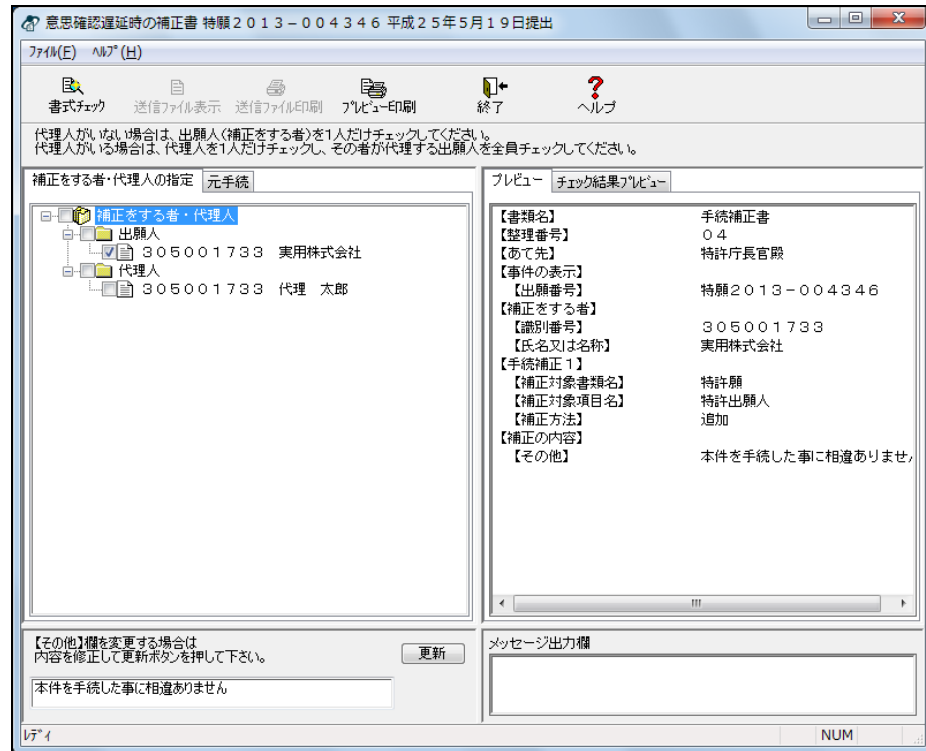 意思確認遅延時の補正書 特願２０１３－００４３４６ 平成２５年５月１９日提出
ﾌｧｲﾙ(F) ﾍﾙﾌﾟ(H)
書式ﾁｪｯｸ 送信ﾌｧｲﾙ表示 送信ﾌｧｲﾙ印刷 ﾌﾟﾚﾋﾞｭｰ印刷 終了 ヘルプ
代理人がいない場合は、出願人(補正をする者)を1人だけチェックしてください。
代理人がいる場合は、代理人を1人だけチェックし、その者が代理する出願人を全員チェックしてください。
補正をする者・代理人の指定 元手続
補正をする者・代理人
出願人
３０５００１７３３ 実用株式会社
代理人
３０５００１７３３ 代理 太郎
プレビュー ﾁｪｯｸ結果ﾌﾟﾚﾋﾞｭｰ
【書類名】 手続補正書
【整理番号】 ０４
【あて先】 特許庁長官殿
【事件の表示】
【出願番号】 特願２０１３－００４３４６
【補正をする者】
【識別番号】 ３０５００１７３３
【氏名又は名称】 実用株式会社
【手続補正１】
【補正対象書類名】 特許願
【補正対象項目名】 特許出願人
【補正方法】 追加
【補正の内容】
【その他】 本件を手続した事に相違ありませ
【その他】欄を変更する場合は
内容を修正して更新ボタンを押して下さい。
更新
本件を手続した事に相違ありません
メッセージ出力欄
ﾚﾃﾞｨ NUM